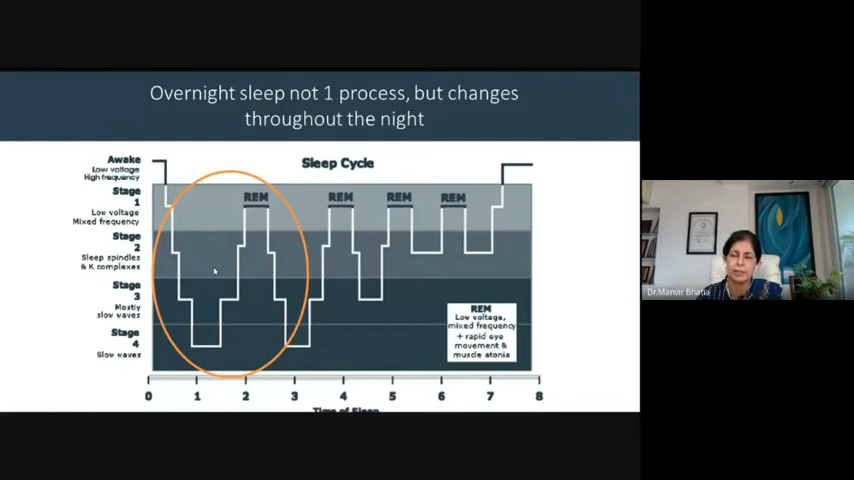 Overnight sleep not 1 process, but changes
throughout the night
Sleep Cycle
Awake
Low voltage
High frequency
Stage
1
Low voltage
Mixed frequency
Stage
2
Sleep spindles
& K complexes
Stage
3
Mostly
slow waves
Stage
4
Slow waves
REM
REM
REM
REM
REM
Low voltage,
mixed frequency
+ rapid eye
movement &
muscle atonia
0 1 2 3 4 5 6 7 8
Time of Sleep
Dr.Manvir Bhatia